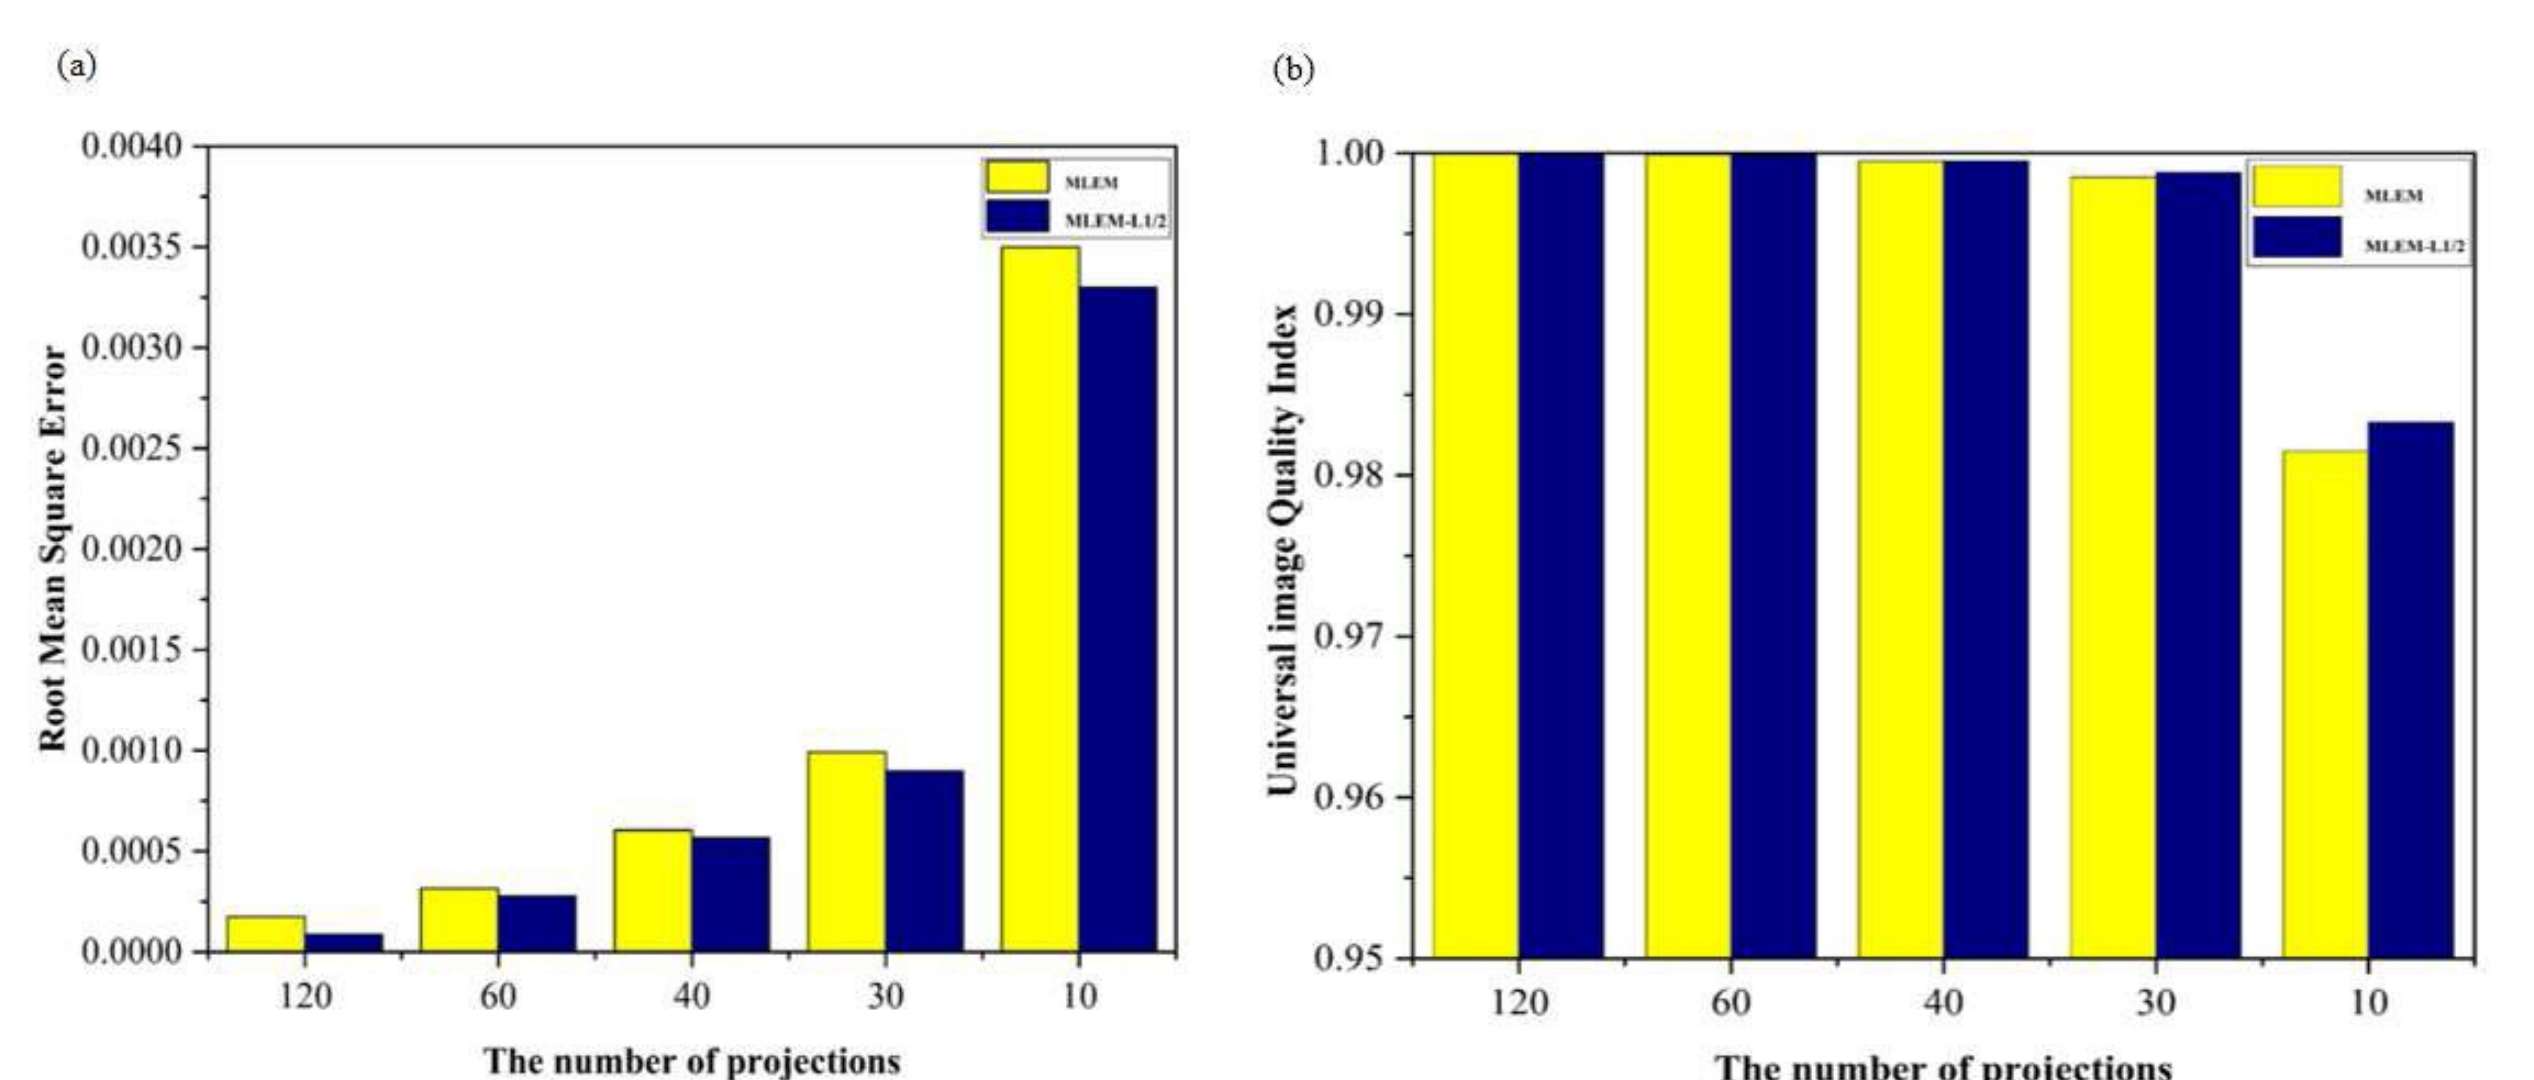 (a)
0.0040
0.0035
0.0030
0.0025
0.0020
0.0015
0.0010
0.0005
0.0000
Root Mean Square Error
MLEM
MLEM-L1/2
120 60 40 30 10
The number of projections
(b)
1.00
0.99
0.98
0.97
0.96
0.95
Universal image Quality Index
MLEM
MLEM-L1/2
120 60 40 30 10
The number of projections